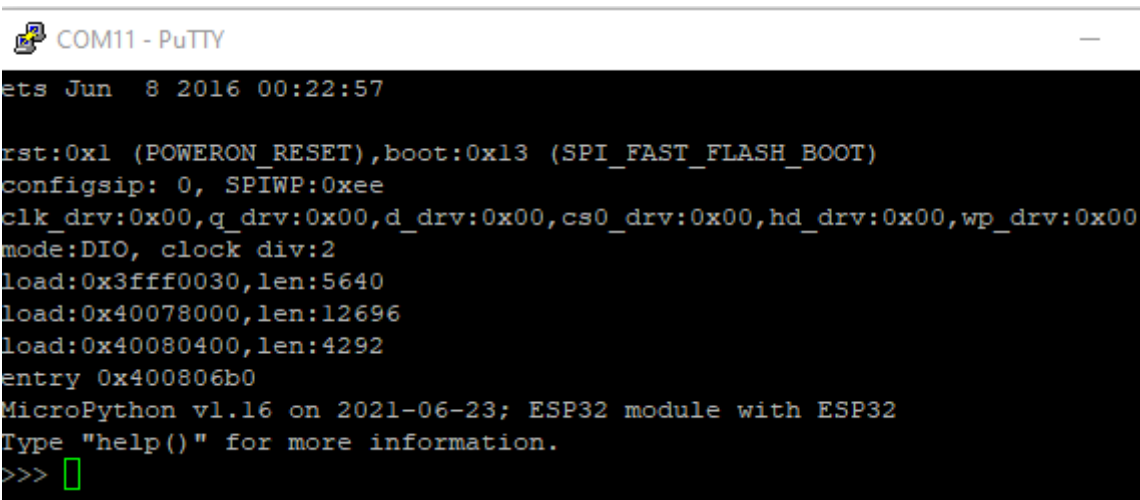 COM11 - PuTTY
ets Jun  8 2016 00:22:57
rst:0x1 (POWERON_RESET),boot:0x13 (SPI_FAST_FLASH_BOOT)
configsip: 0, SPIWP:0xee
clk_drv:0x00,q_drv:0x00,d_drv:0x00,cs0_drv:0x00,hd_drv:0x00,wp_drv:0x00
mode:DIO, clock div:2
load:0x3fff0030,len:5640
load:0x40078000,len:12696
load:0x40080400,len:4292
entry 0x400806b0
MicroPython v1.16 on 2021-06-23; ESP32 module with ESP32
Type "help()" for more information.
>>>